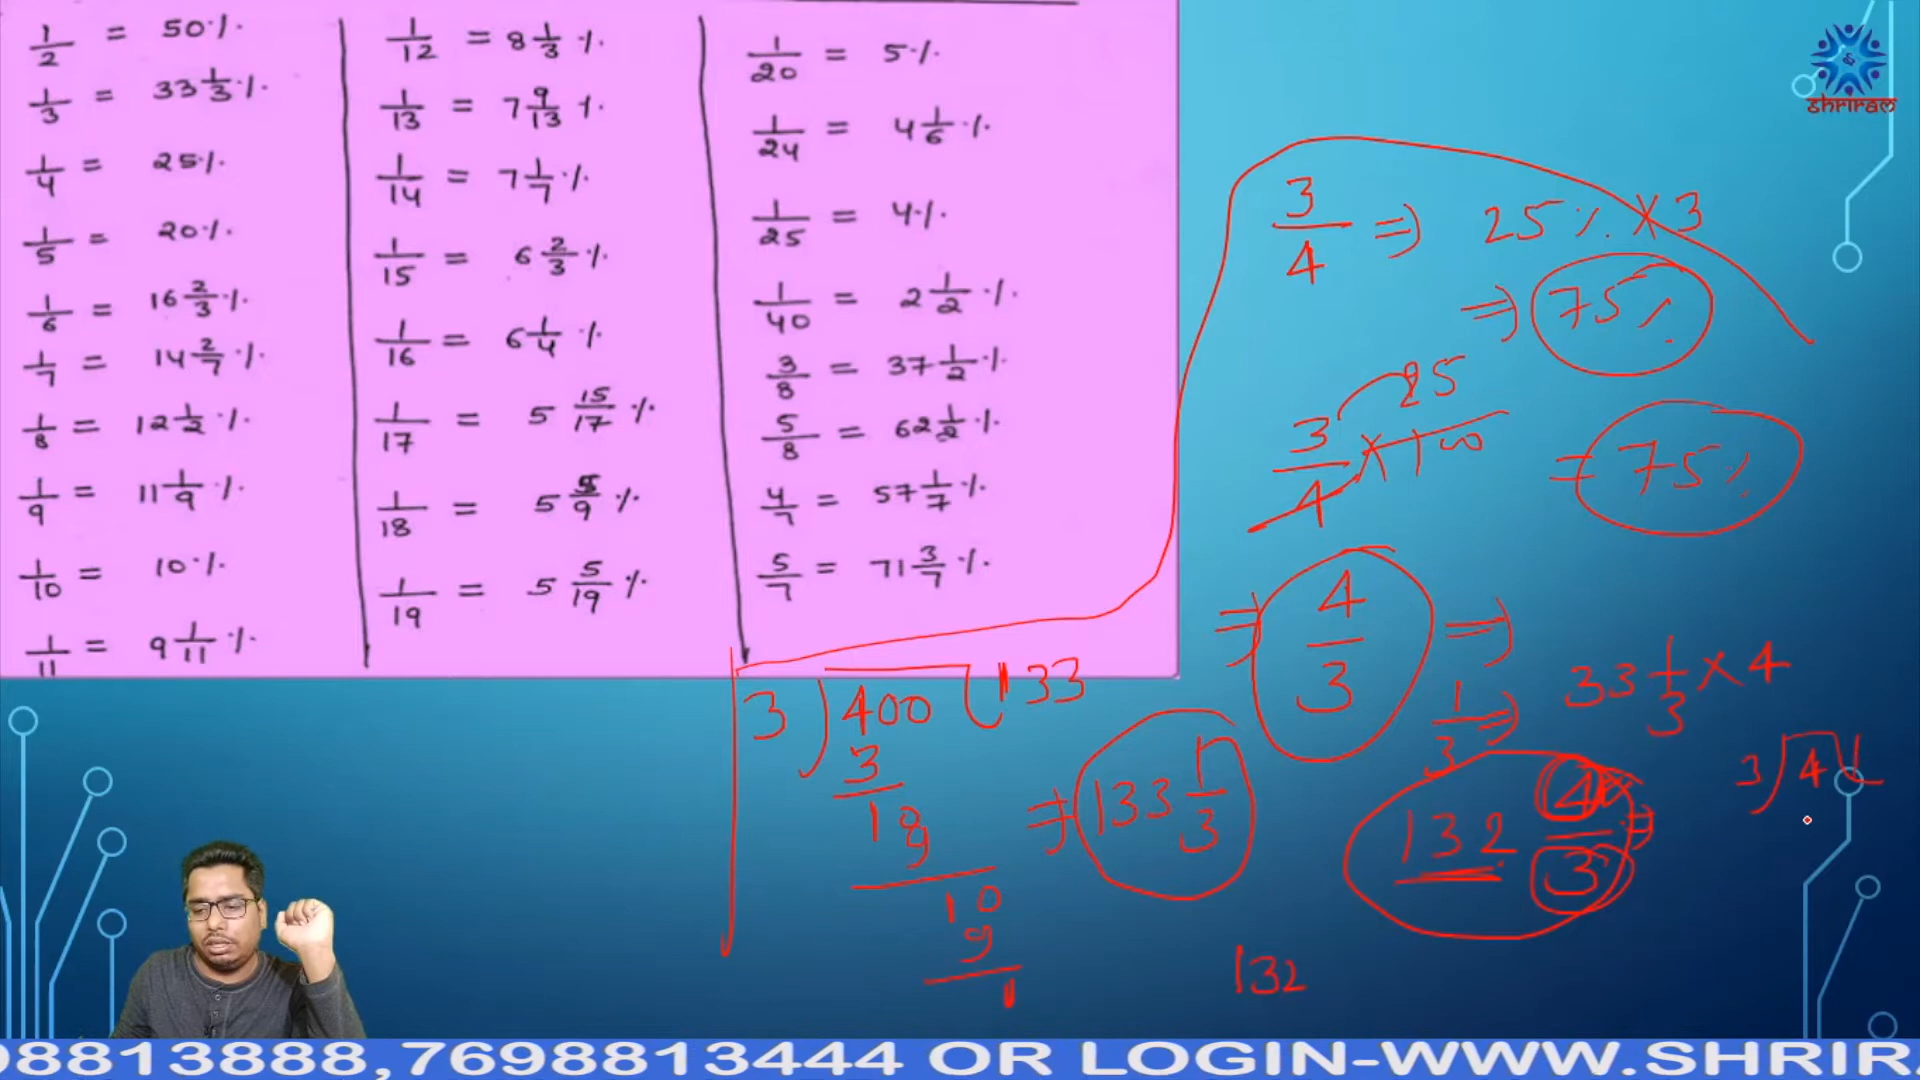 1/2 = 50%
1/3 = 33 1/3 %
1/4 = 25%
1/5 = 20%
1/6 = 16 2/3 %
1/7 = 14 2/7 %
1/8 = 12 1/2 %
1/9 = 11 1/9 %
1/10 = 10%
1/11 = 9 1/11 %
1/12 = 8 1/3 %
1/13 = 7 9/13 %
1/14 = 7 1/7 %
1/15 = 6 2/3 %
1/16 = 6 1/4 %
1/17 = 5 15/17 %
1/18 = 5 5/9 %
1/19 = 5 5/19 %
1/20 = 5%
1/24 = 4 1/6 %
1/25 = 4%
1/40 = 2 1/2 %
3/8 = 37 1/2 %
5/8 = 62 1/2 %
4/7 = 57 1/7 %
5/7 = 71 3/7 %
Shriram
3/4 ⇒ 25% × 3
⇒ 75%
3/4 × 100 25 = 75%
⇒ 4/3 ⇒
1/3 ⇒ 33 1/3 × 4
132 4/3 ⇒
3)4(
3)400(133
3
10
9
10
9
1
⇒ 133 1/3
132
98813888,7698813444 OR LOGIN-WWW.SHRIR